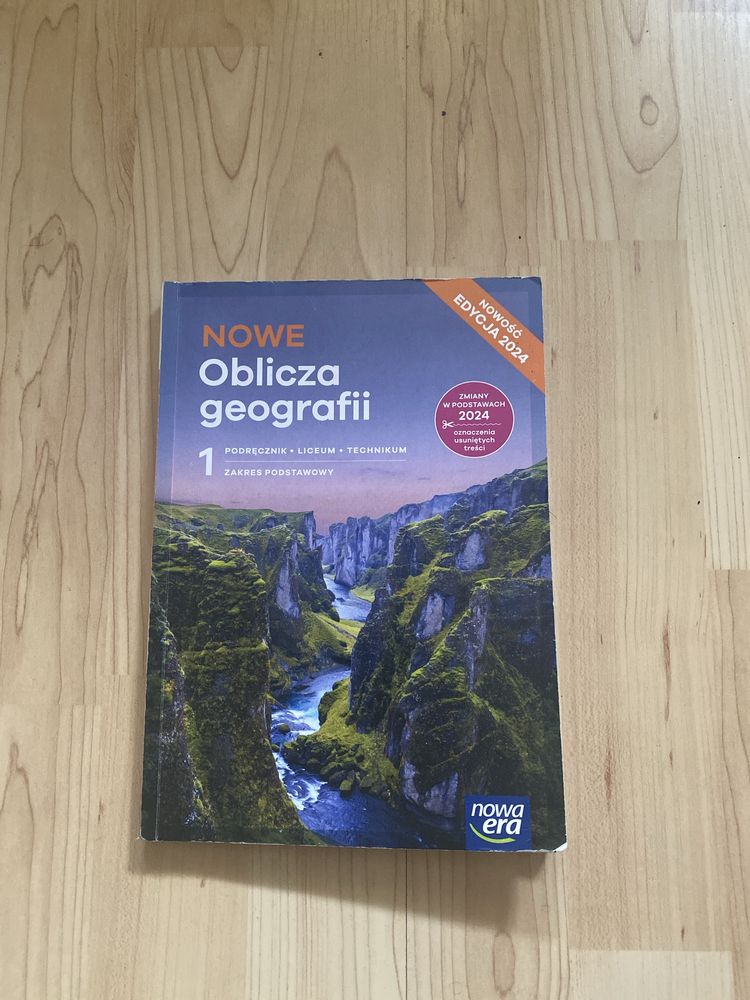 NOWE
Oblicza
geografii
1
PODRĘCZNIK • LICEUM • TECHNIKUM
ZAKRES PODSTAWOWY
NOWOŚĆ
EDYCJA 2024
ZMIANY
W PODSTAWACH
2024
oznaczenia
usuniętych
treści
nowa
era